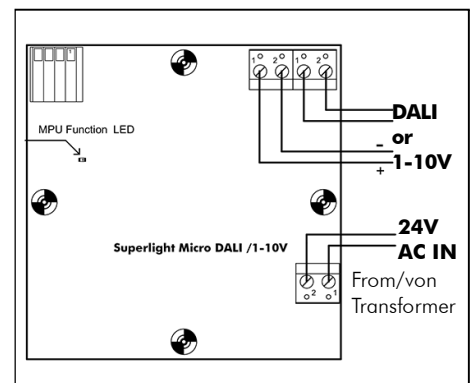 1 2 1 2
MPU Function LED
DALI
or
-
+ 1-10V
24V
AC IN
Superlight Micro DALI /1-10V
From/von
2 1
Transformer